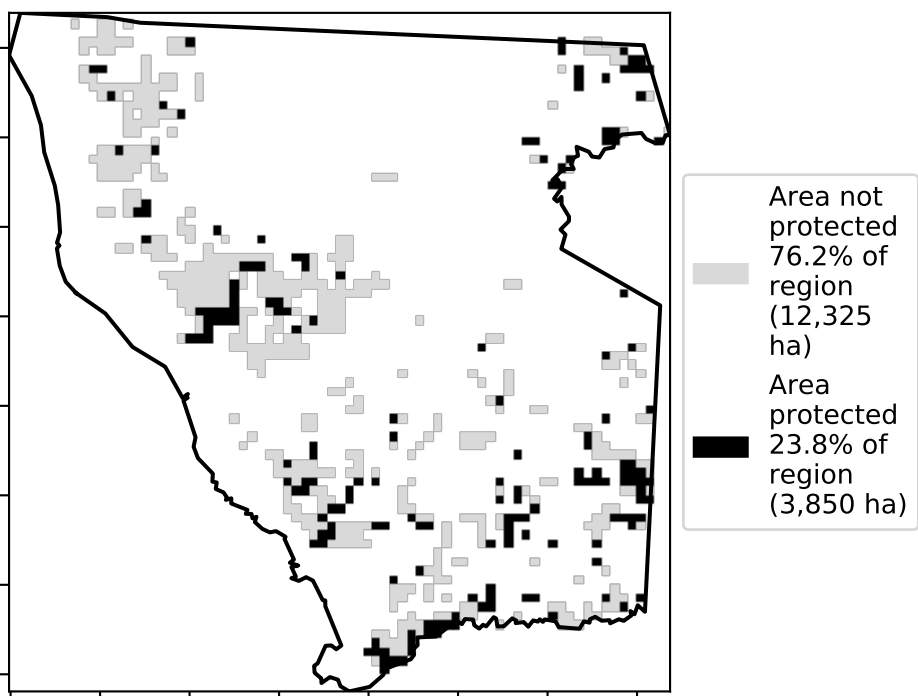 Area not
protected
76.2% of
region
(12,325
ha)
Area
protected
23.8% of
region
(3,850 ha)